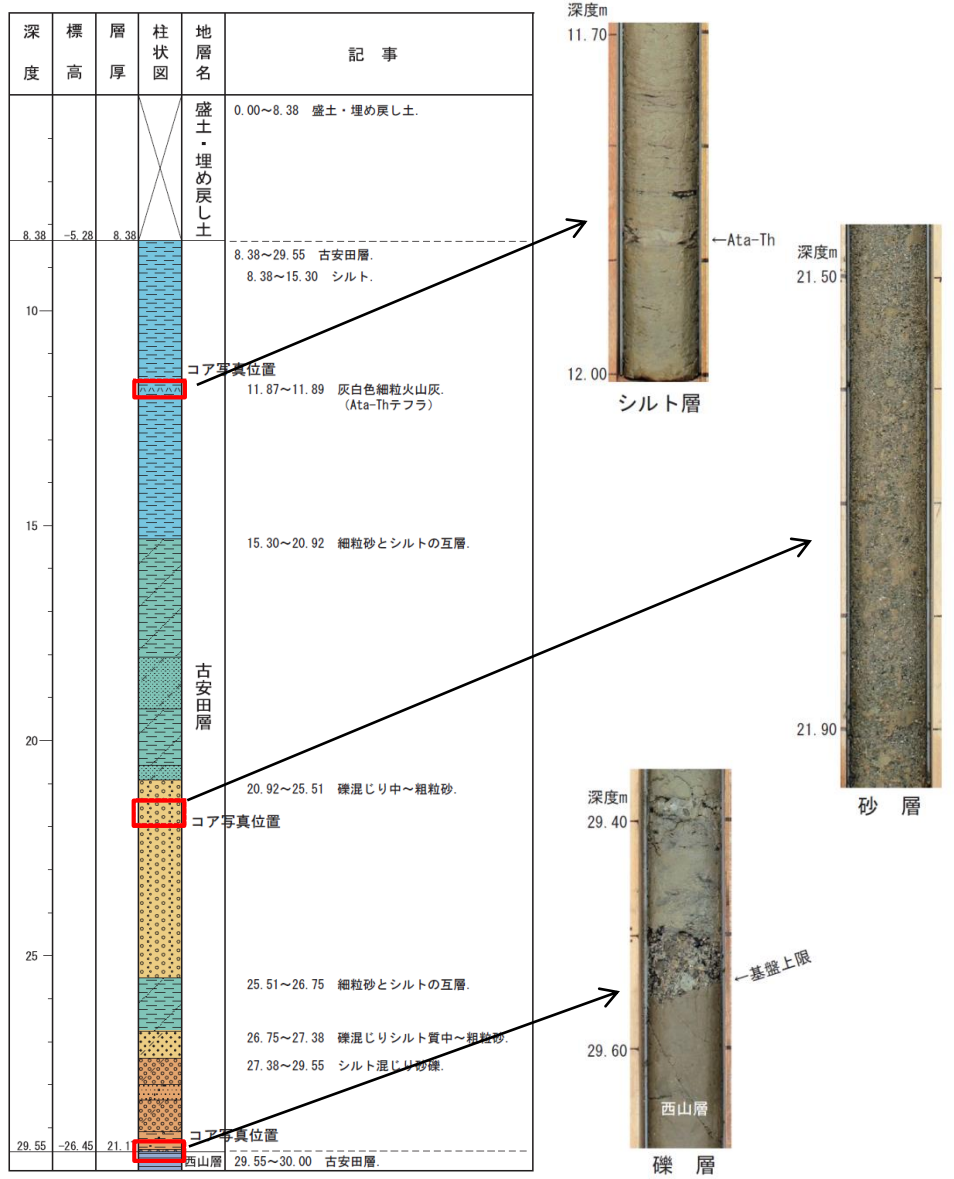 深度
標高
層厚
柱状図
地層名
記 事
盛土・埋め戻し土
0.00～8.38 盛土・埋め戻し土.
8.38
-5.28
8.38
8.38～29.55 古安田層.
8.38～15.30 シルト.
10
コア写真位置
11.87～11.89 灰白色細粒火山灰.
(Ata-Thテフラ)
15
15.30～20.92 細粒砂とシルトの互層.
古安田層
20
20.92～25.51 礫混じり中～粗粒砂.
コア写真位置
25
25.51～26.75 細粒砂とシルトの互層.
26.75～27.38 礫混じりシルト質中～粗粒砂.
27.38～29.55 シルト混じり砂礫.
コア写真位置
29.55
-26.45
21.17
西山層
29.55～30.00 古安田層.
深度m
11.70
←Ata-Th
12.00
シルト層
深度m
21.50
21.90
砂 層
深度m
29.40
←基盤上限
29.60
西山層
礫 層